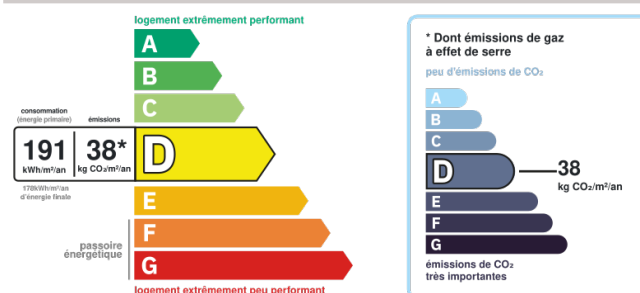 logement extrêmement performant
A
B
C
consommation
(énergie primaire)
émissions
191
kWh/m²/an
38*
kg CO₂/m²/an
D
178kWh/m²/an
d'énergie finale
E
F
G
passoire
énergétique
logement extrêmement peu performant
* Dont émissions de gaz
à effet de serre
peu d'émissions de CO₂
A
B
C
D
38
kg CO₂/m²/an
E
F
G
émissions de CO₂
très importantes